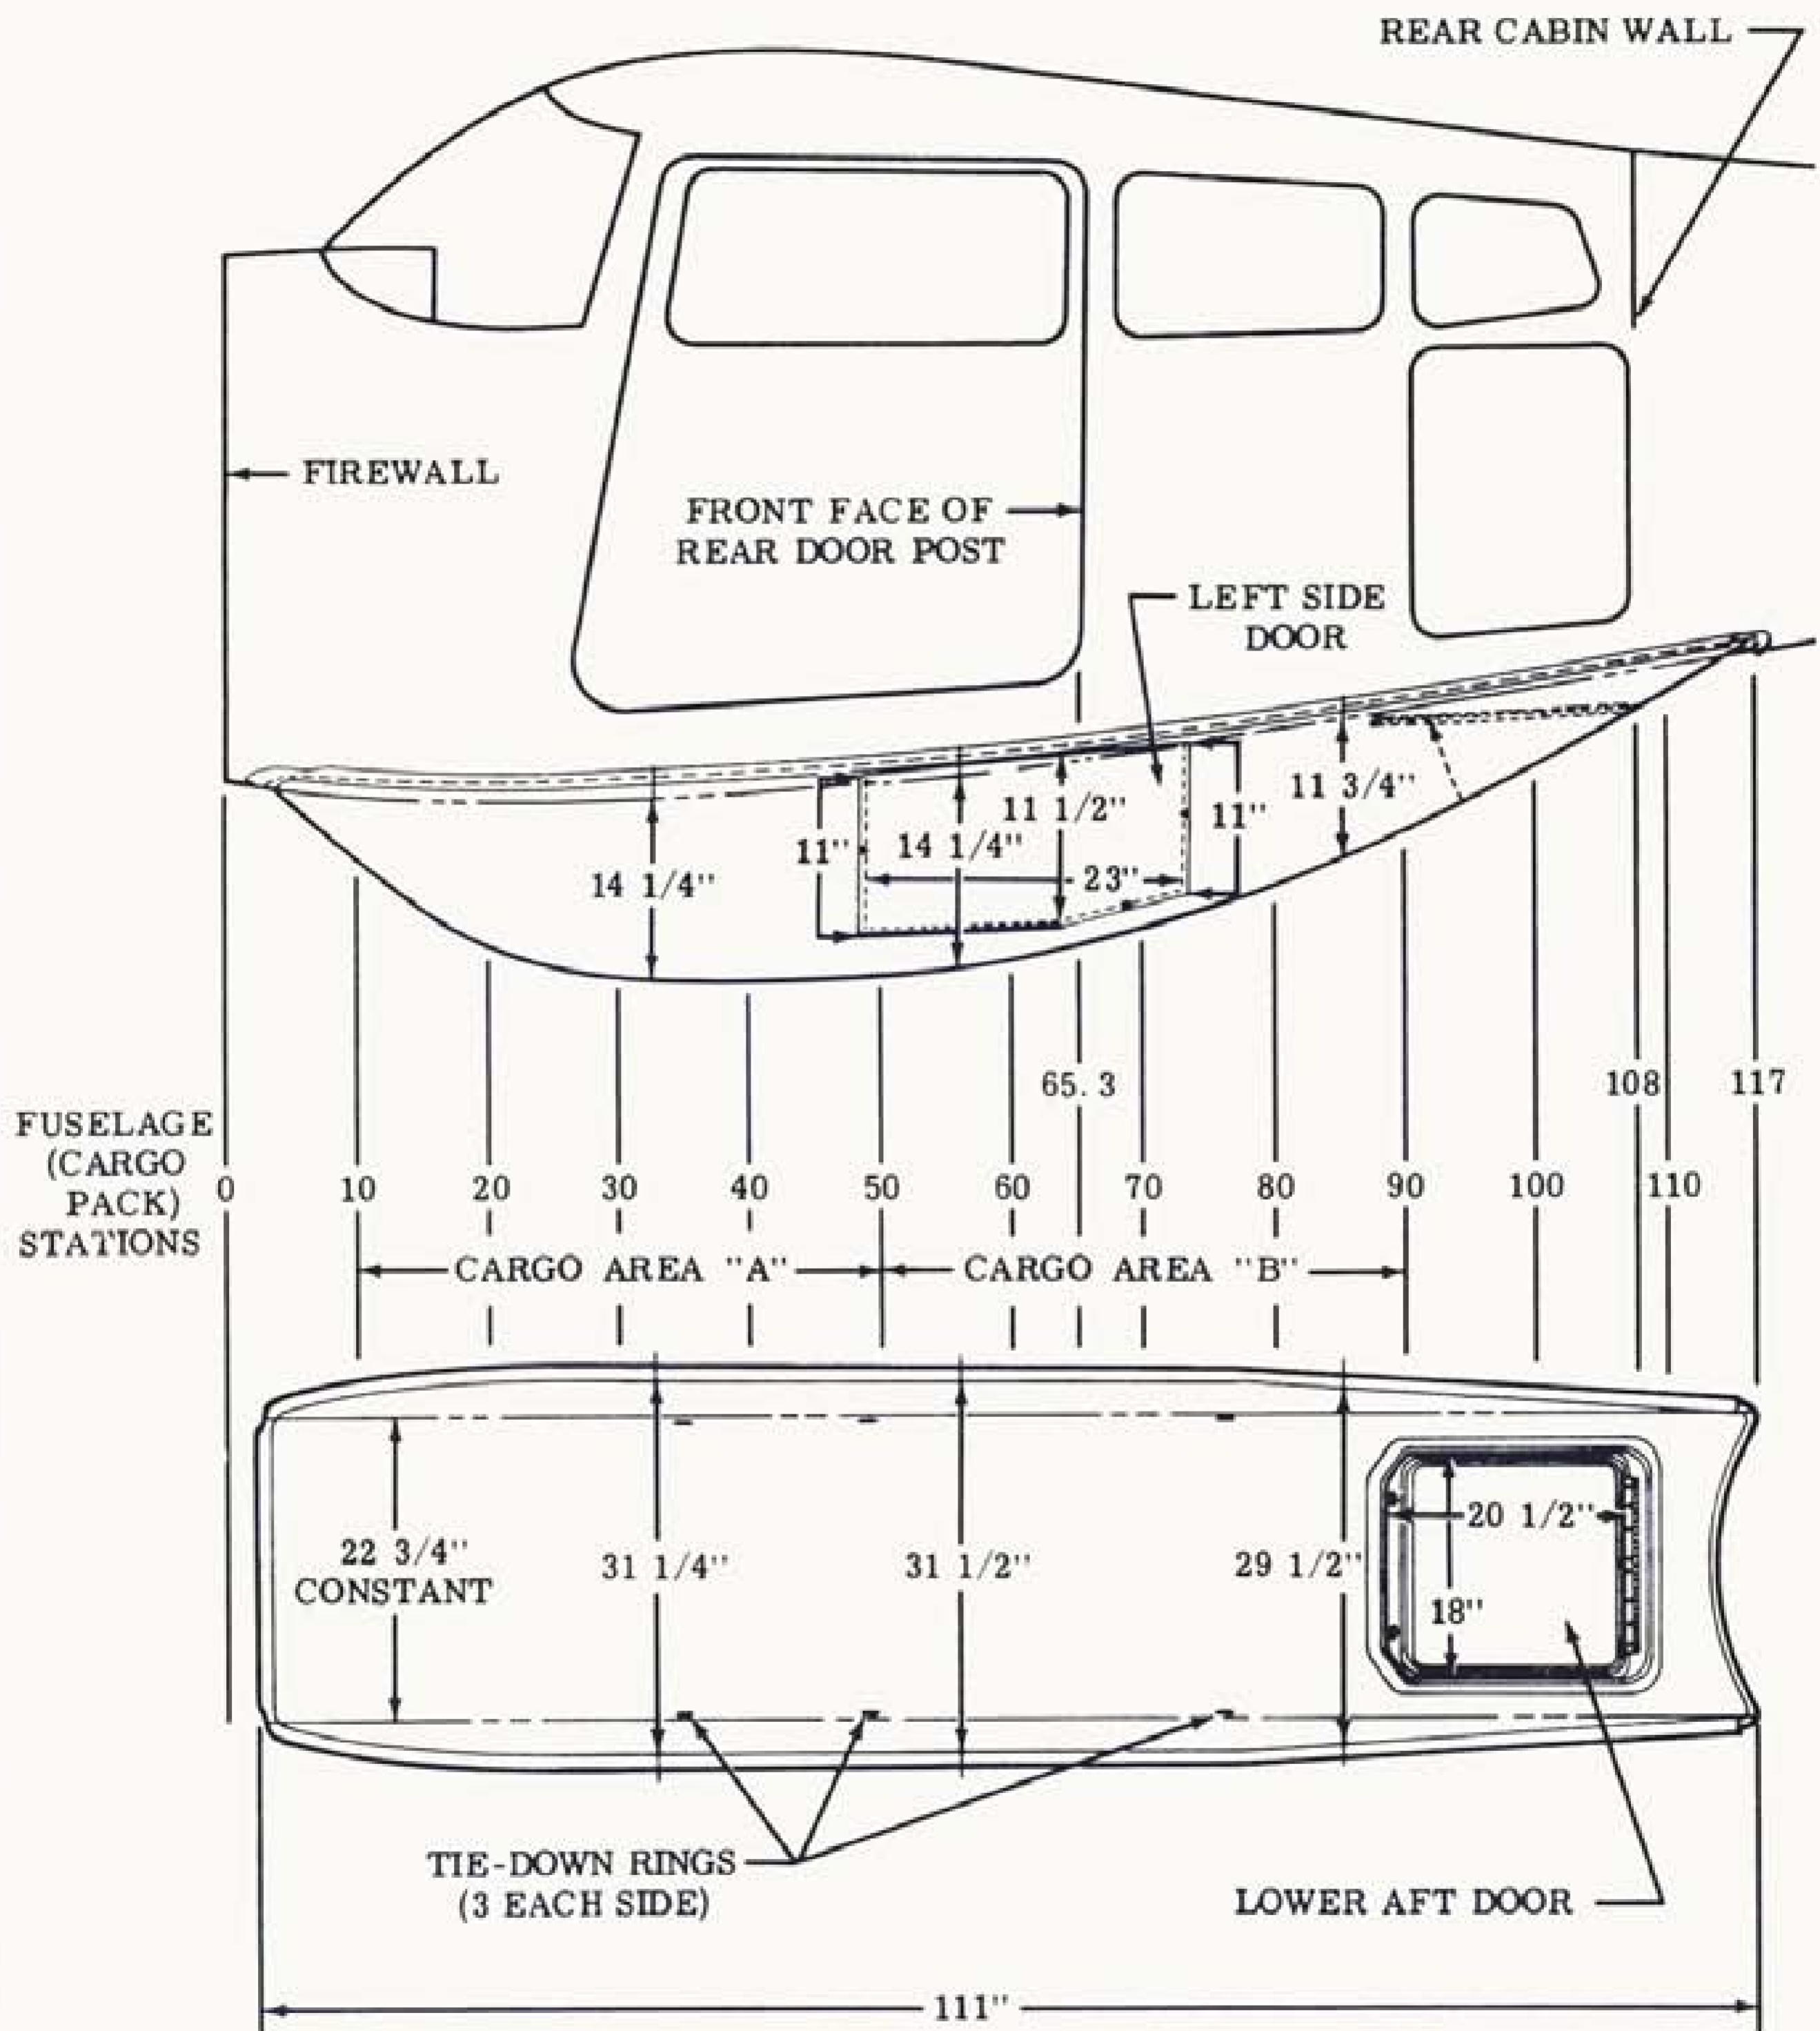 REAR CABIN WALL
FIREWALL
FRONT FACE OF
REAR DOOR POST
LEFT SIDE
DOOR
11 3/4"
11 1/2"
11"
11"
14 1/4"
14 1/4"
23"
65.3
108
117
FUSELAGE
(CARGO
PACK)
STATIONS
0 10 20 30 40 50 60 70 80 90 100 110
CARGO AREA "A"
CARGO AREA "B"
20 1/2"
22 3/4"
CONSTANT
31 1/4"
31 1/2"
29 1/2"
18"
TIE-DOWN RINGS
(3 EACH SIDE)
LOWER AFT DOOR
111"